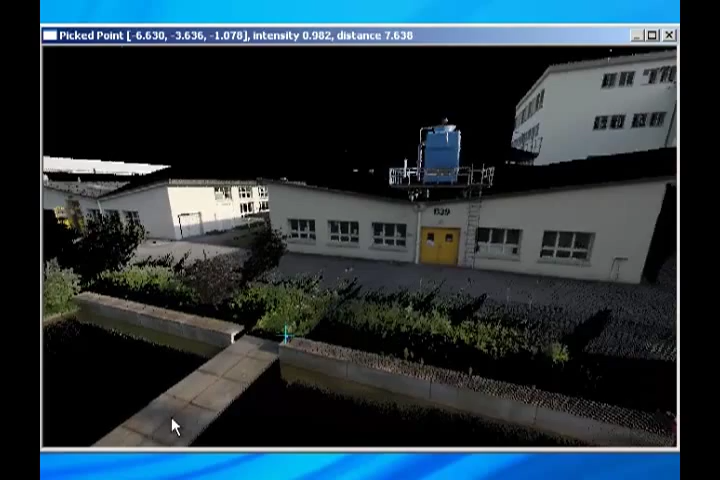 Picked Point [-6.630, -3.636, -1.078], intensity 0.982, distance 7.638
B29